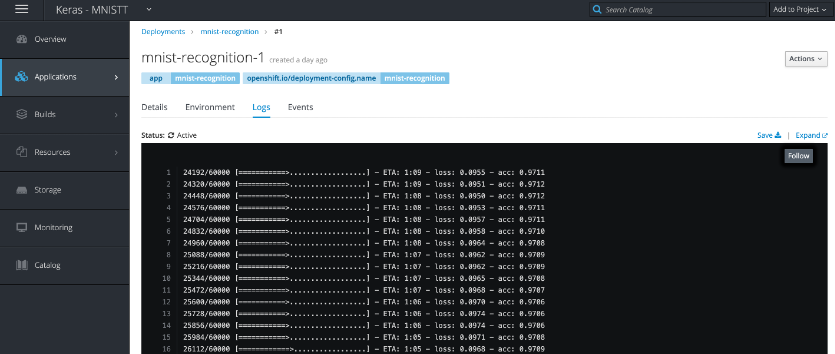 Keras - MNISTT
Search Catalog
Add to Project
Overview
Applications
Builds
Resources
Storage
Monitoring
Catalog
Deployments > mnist-recognition > #1
mnist-recognition-1 created a day ago
Actions
app mnist-recognition openshift.io/deployment-config.name mnist-recognition
Details Environment Logs Events
Status: Active
Save | Expand
Follow
1 24192/60000 [===========>..................] - ETA: 1:09 - loss: 0.0955 - acc: 0.9711
2 24320/60000 [===========>..................] - ETA: 1:09 - loss: 0.0951 - acc: 0.9712
3 24448/60000 [===========>..................] - ETA: 1:08 - loss: 0.0950 - acc: 0.9712
4 24576/60000 [===========>..................] - ETA: 1:08 - loss: 0.0953 - acc: 0.9711
5 24704/60000 [===========>..................] - ETA: 1:08 - loss: 0.0957 - acc: 0.9711
6 24832/60000 [===========>..................] - ETA: 1:08 - loss: 0.0958 - acc: 0.9710
7 24960/60000 [===========>..................] - ETA: 1:08 - loss: 0.0964 - acc: 0.9708
8 25088/60000 [===========>..................] - ETA: 1:07 - loss: 0.0962 - acc: 0.9709
9 25216/60000 [===========>..................] - ETA: 1:07 - loss: 0.0962 - acc: 0.9709
10 25344/60000 [===========>..................] - ETA: 1:07 - loss: 0.0965 - acc: 0.9708
11 25472/60000 [===========>..................] - ETA: 1:07 - loss: 0.0968 - acc: 0.9707
12 25600/60000 [===========>..................] - ETA: 1:06 - loss: 0.0970 - acc: 0.9706
13 25728/60000 [===========>..................] - ETA: 1:06 - loss: 0.0974 - acc: 0.9706
14 25856/60000 [===========>..................] - ETA: 1:06 - loss: 0.0974 - acc: 0.9706
15 25984/60000 [===========>..................] - ETA: 1:05 - loss: 0.0971 - acc: 0.9708
16 26112/60000 [============>.................] - ETA: 1:05 - loss: 0.0968 - acc: 0.9709